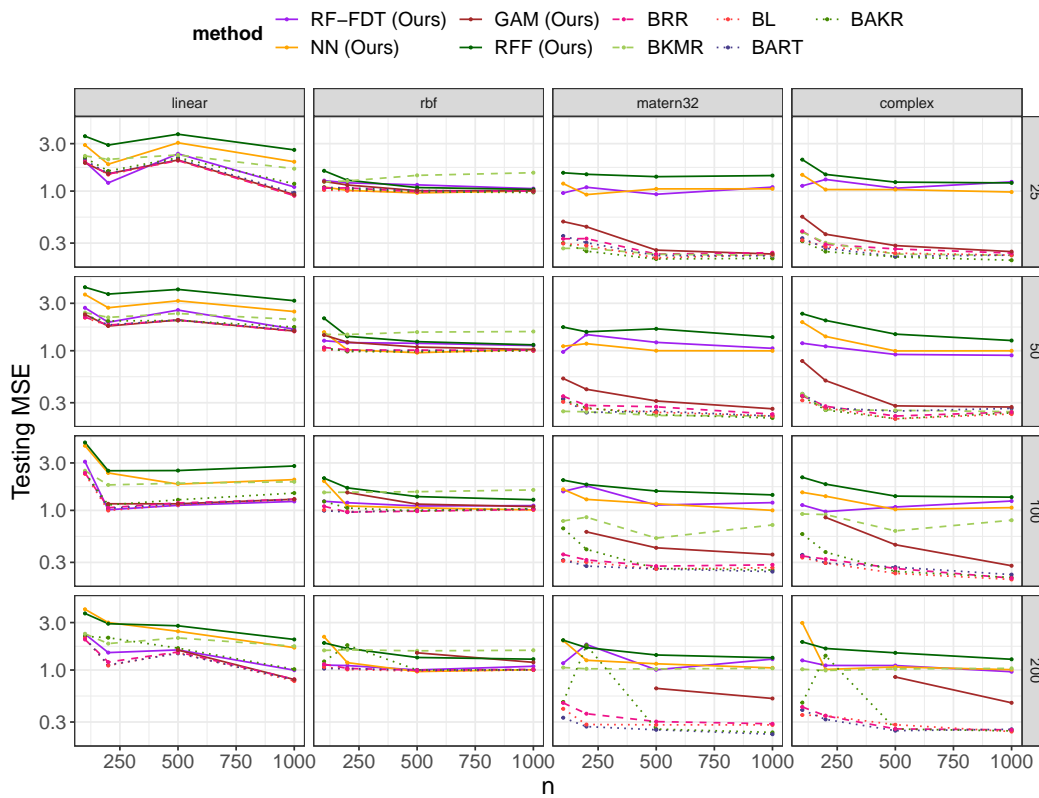 method
RF−FDT (Ours)
GAM (Ours)
BRR
BL
BAKR
NN (Ours)
RFF (Ours)
BKMR
BART
linear
rbf
matern32
complex
3.0
1.0
0.3
25
3.0
1.0
0.3
50
3.0
1.0
0.3
100
3.0
1.0
0.3
200
Testing MSE
250 500 750 1000
250 500 750 1000
250 500 750 1000
250 500 750 1000
n